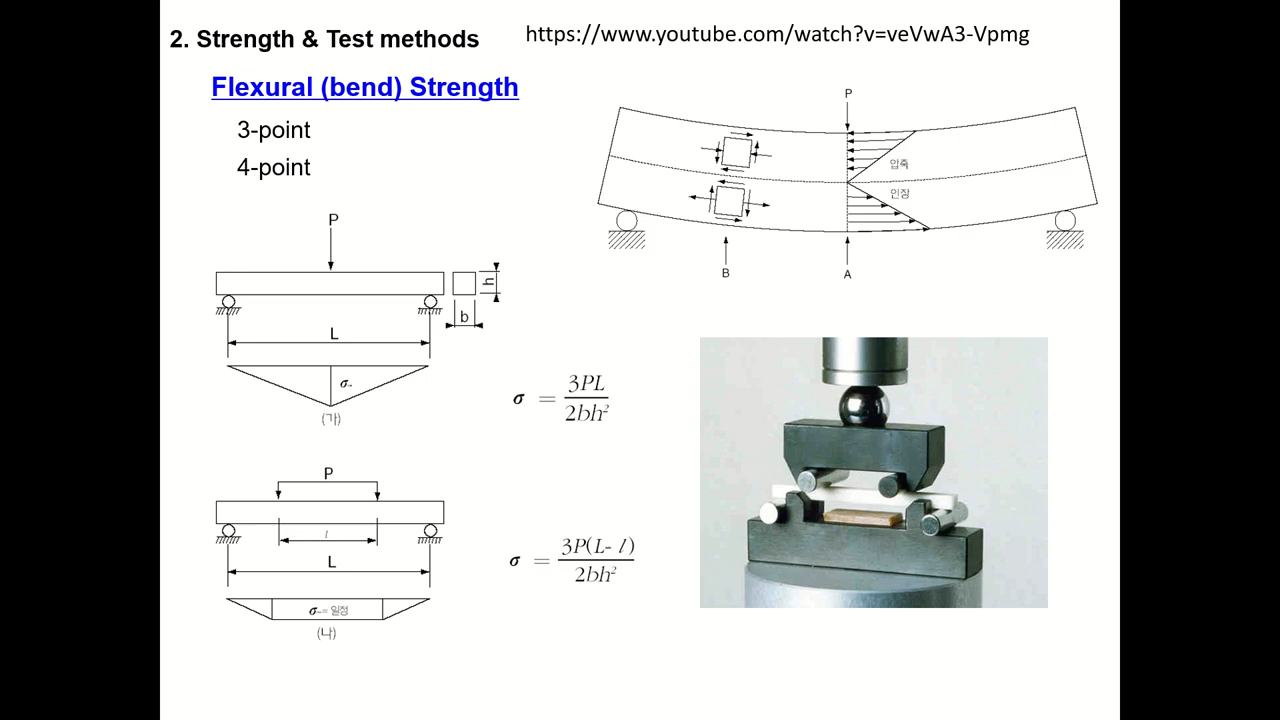 2. Strength & Test methods
https://www.youtube.com/watch?v=veVwA3-Vpmg
Flexural (bend) Strength
3-point
4-point
P
압축
인장
B
A
P
h
b
L
(가)
σ = 3PL / 2bh²
P
l
L
= 일정
(나)
σ = 3P(L- l) / 2bh²